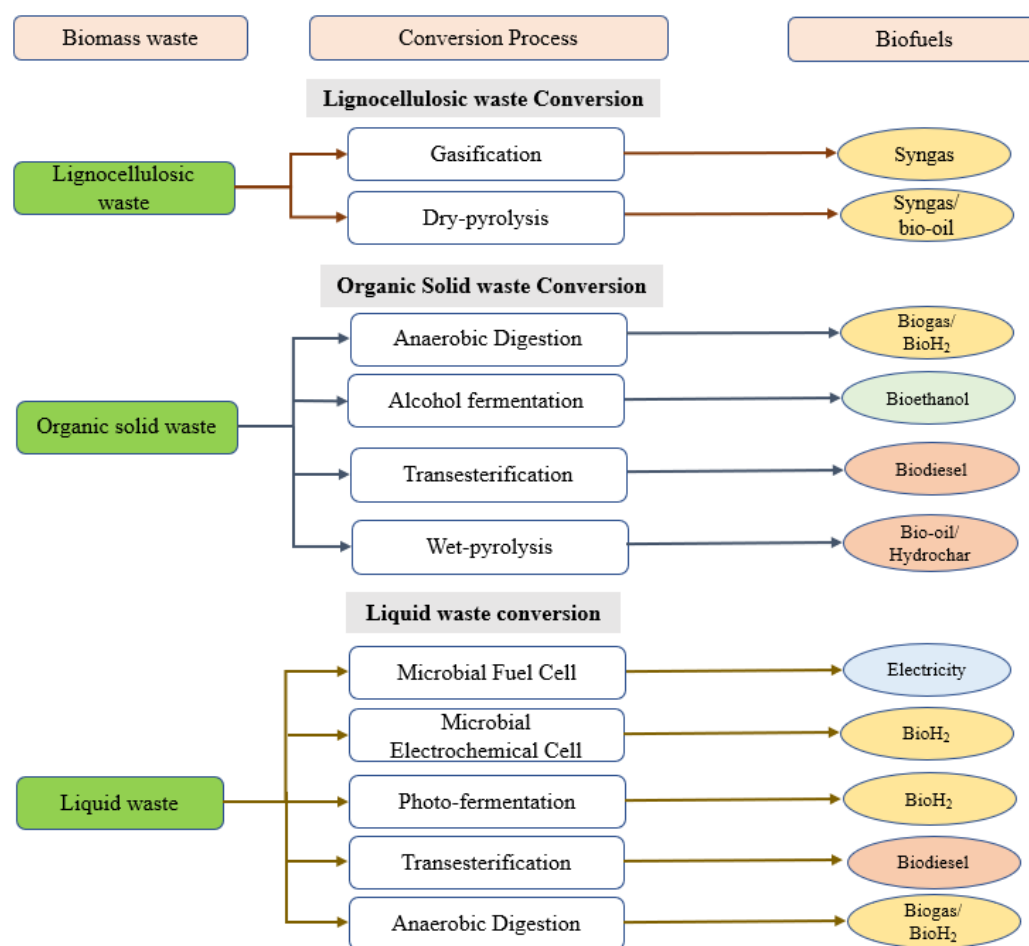 Biomass waste
Conversion Process
Biofuels
Lignocellulosic waste Conversion
Gasification
Syngas
Lignocellulosic
waste
Dry-pyrolysis
Syngas/
bio-oil
Organic Solid waste Conversion
Anaerobic Digestion
Biogas/
BioH₂
Alcohol fermentation
Bioethanol
Organic solid waste
Transesterification
Biodiesel
Wet-pyrolysis
Bio-oil/
Hydrochar
Liquid waste conversion
Microbial Fuel Cell
Electricity
Microbial
Electrochemical Cell
BioH₂
Liquid waste
Photo-fermentation
BioH₂
Transesterification
Biodiesel
Anaerobic Digestion
Biogas/
BioH₂